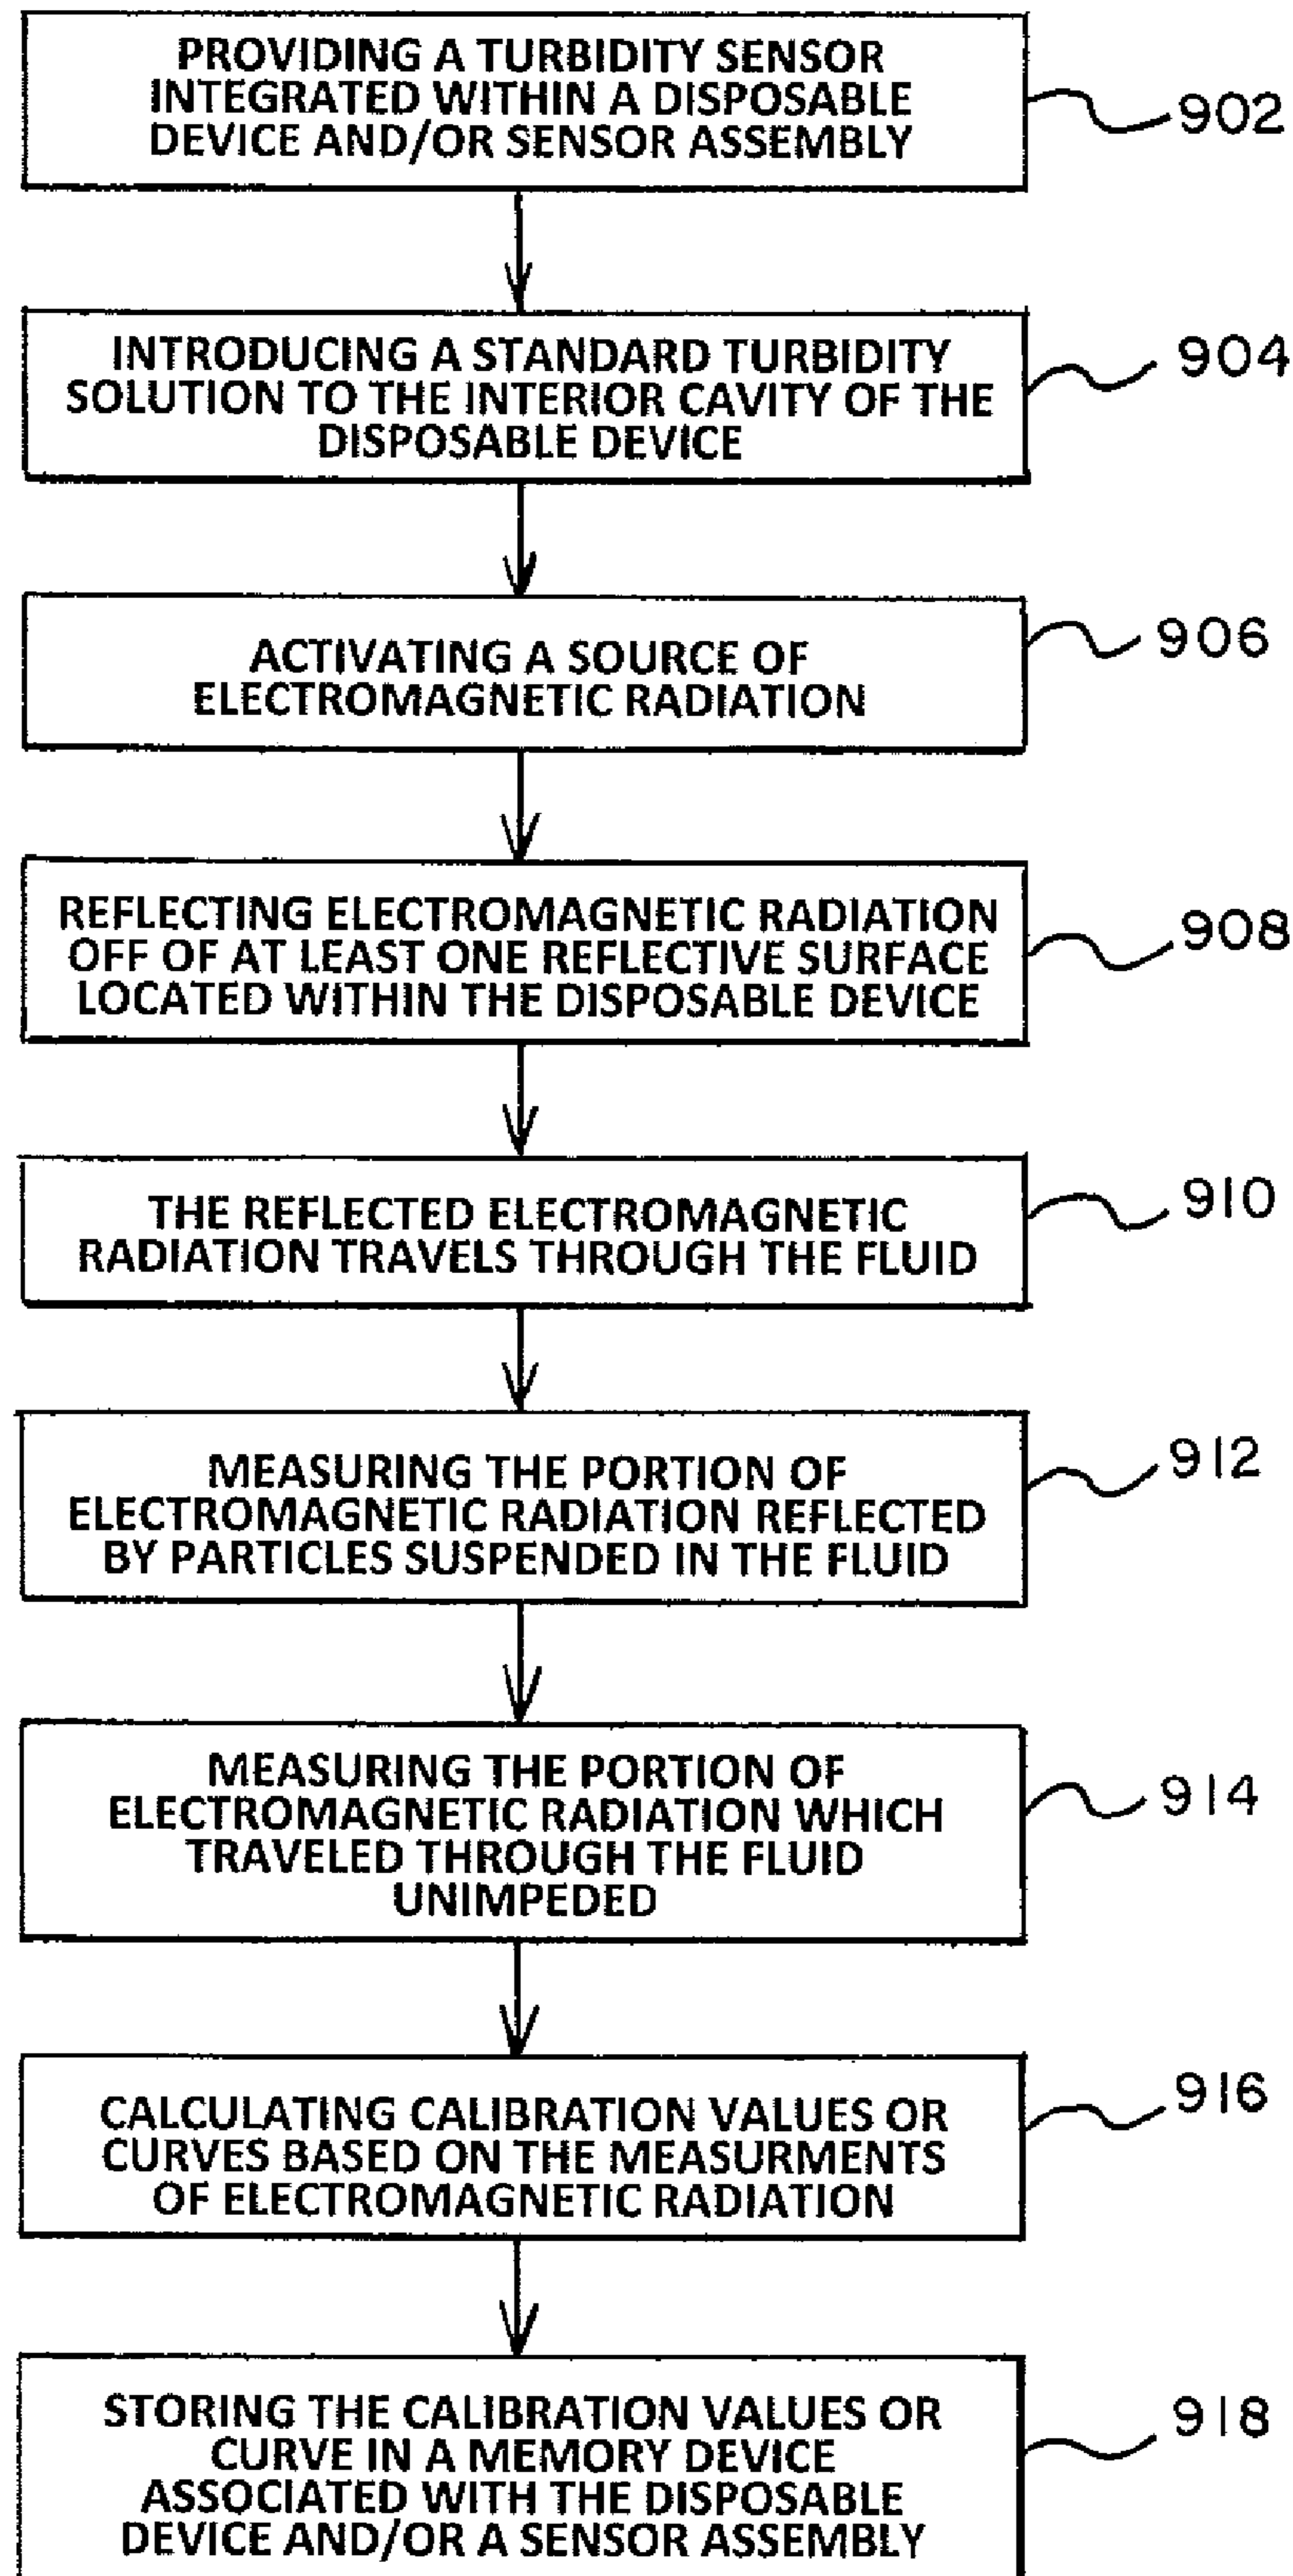 PROVIDING A TURBIDITY SENSOR
INTEGRATED WITHIN A DISPOSABLE
DEVICE AND/OR SENSOR ASSEMBLY
902
INTRODUCING A STANDARD TURBIDITY
SOLUTION TO THE INTERIOR CAVITY OF THE
DISPOSABLE DEVICE
904
ACTIVATING A SOURCE OF
ELECTROMAGNETIC RADIATION
906
REFLECTING ELECTROMAGNETIC RADIATION
OFF OF AT LEAST ONE REFLECTIVE SURFACE
LOCATED WITHIN THE DISPOSABLE DEVICE
908
THE REFLECTED ELECTROMAGNETIC
RADIATION TRAVELS THROUGH THE FLUID
910
MEASURING THE PORTION OF
ELECTROMAGNETIC RADIATION REFLECTED
BY PARTICLES SUSPENDED IN THE FLUID
912
MEASURING THE PORTION OF
ELECTROMAGNETIC RADIATION WHICH
TRAVELED THROUGH THE FLUID
UNIMPEDED
914
CALCULATING CALIBRATION VALUES OR
CURVES BASED ON THE MEASURMENTS
OF ELECTROMAGNETIC RADIATION
916
STORING THE CALIBRATION VALUES OR
CURVE IN A MEMORY DEVICE
ASSOCIATED WITH THE DISPOSABLE
DEVICE AND/OR A SENSOR ASSEMBLY
918